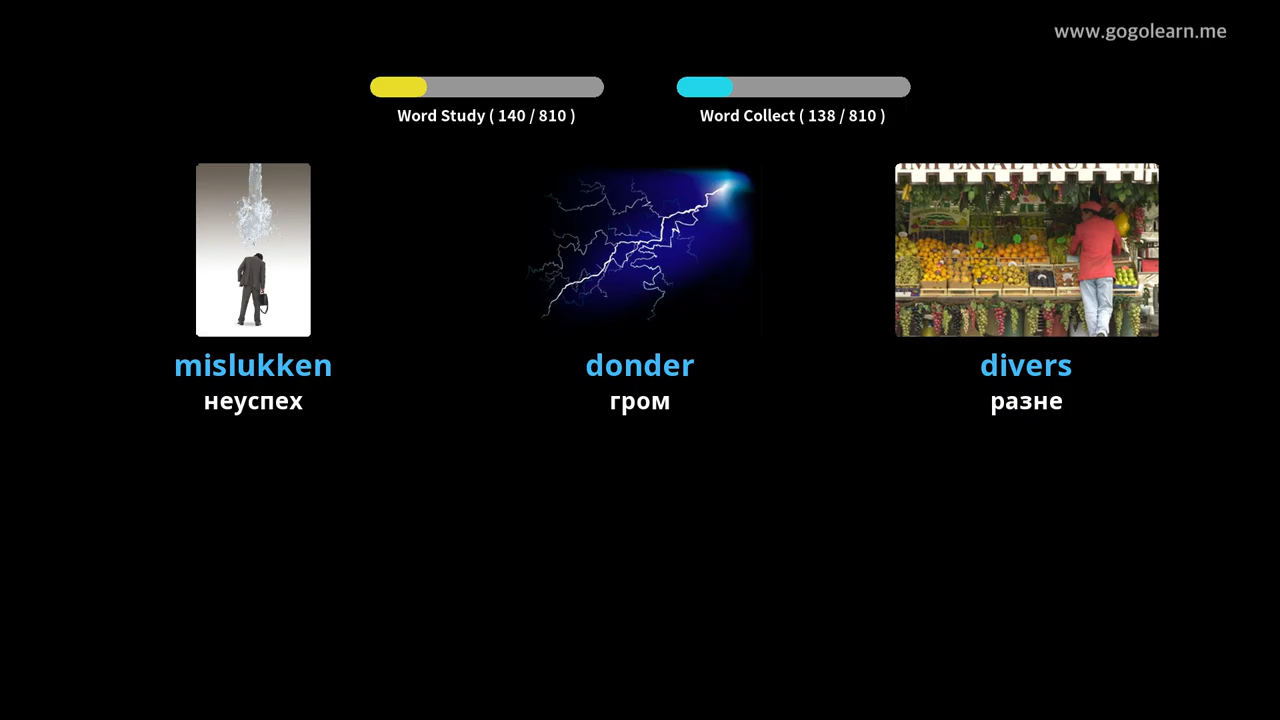 www.gogolearn.me
Word Study ( 140 / 810 )
Word Collect ( 138 / 810 )
mislukken
неуспех
donder
гром
divers
разне